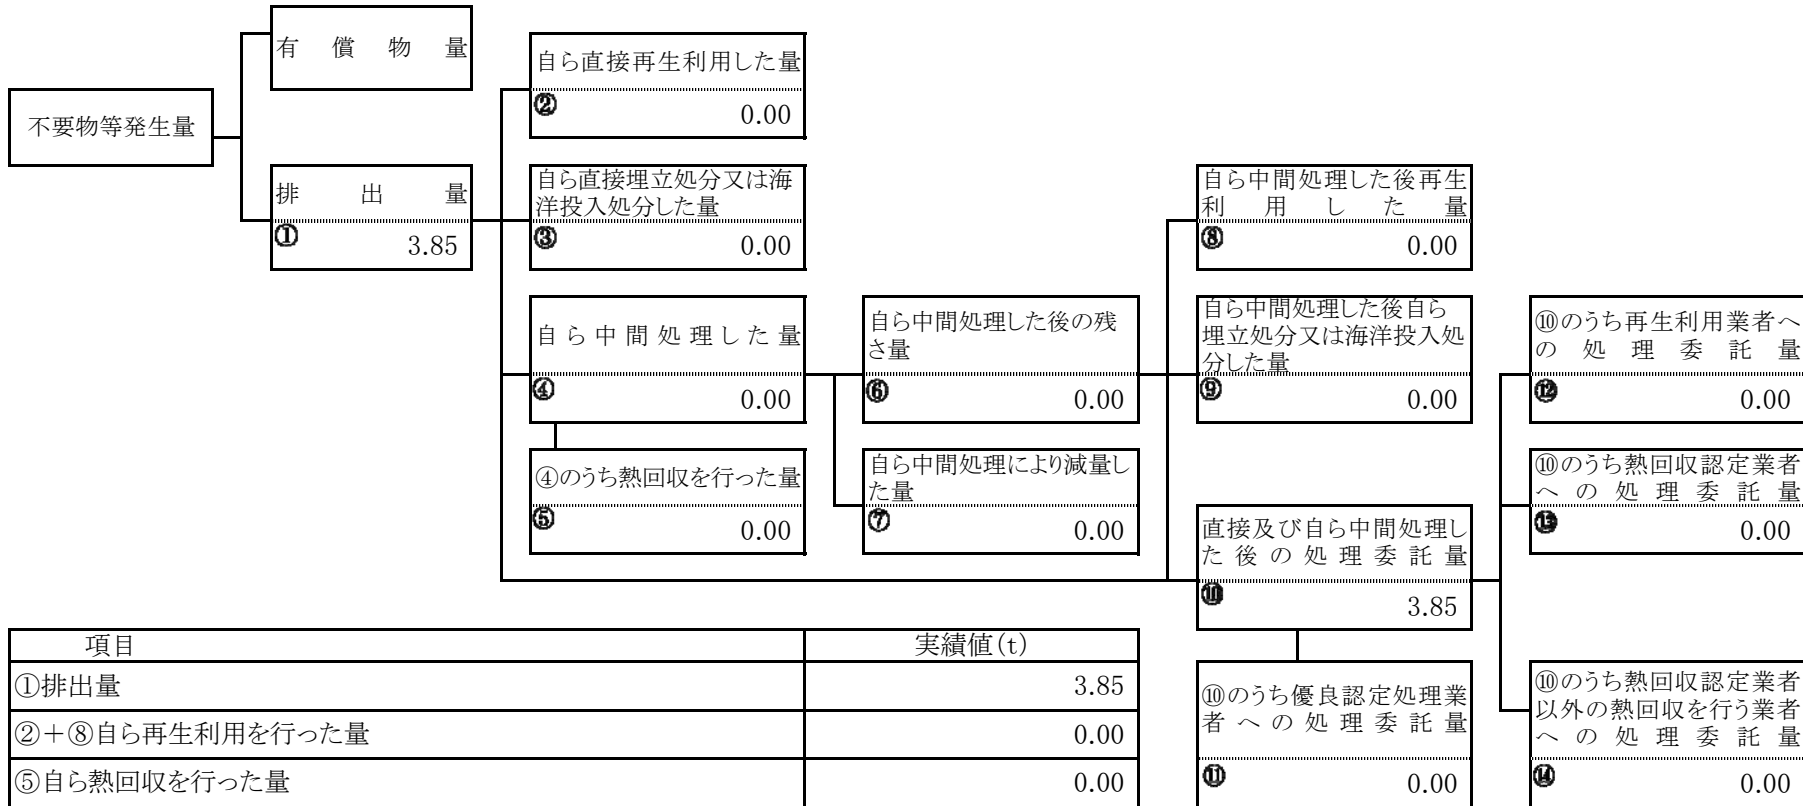 有償物量
不要物等発生量
排出量
①
3.85
自ら直接再生利用した量
②
0.00
自ら直接埋立処分又は海
洋投入処分した量
③
0.00
自ら中間処理した量
④
0.00
④のうち熱回収を行った量
⑤
0.00
自ら中間処理した後の残
さ量
⑥
0.00
自ら中間処理により減量し
た量
⑦
0.00
自ら中間処理した後再生
利用した量
⑧
0.00
自ら中間処理した後自ら
埋立処分又は海洋投入処
分した量
⑨
0.00
直接及び自ら中間処理し
た後の処理委託量
⑩
3.85
⑩のうち優良認定処理業
者への処理委託量
⑪
0.00
⑩のうち再生利用業者へ
の処理委託量
⑫
0.00
⑩のうち熱回収認定業者
への処理委託量
⑬
0.00
⑩のうち熱回収認定業者
以外の熱回収を行う業者
への処理委託量
⑭
0.00
項目 実績値(t)
①排出量 3.85
②+⑧自ら再生利用を行った量 0.00
⑤自ら熱回収を行った量 0.00